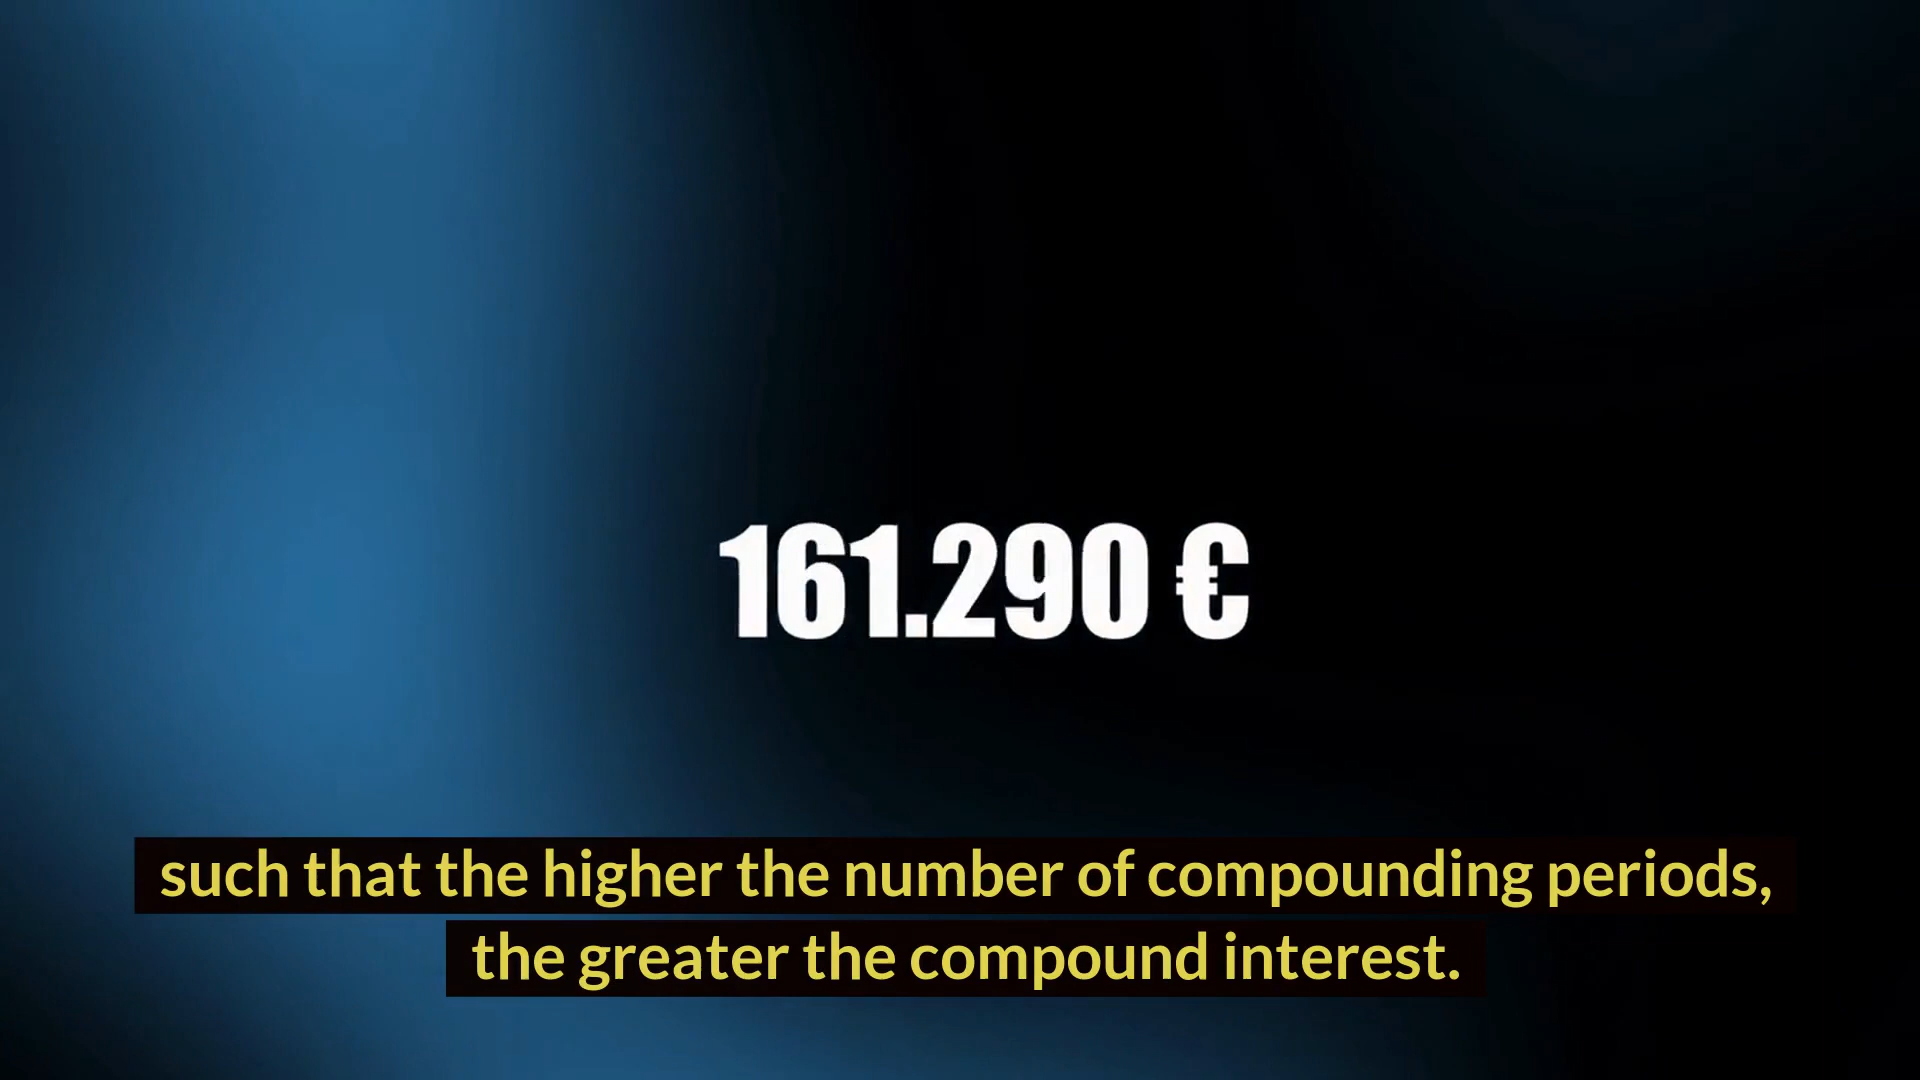 161.290 €
such that the higher the number of compounding periods,
the greater the compound interest.